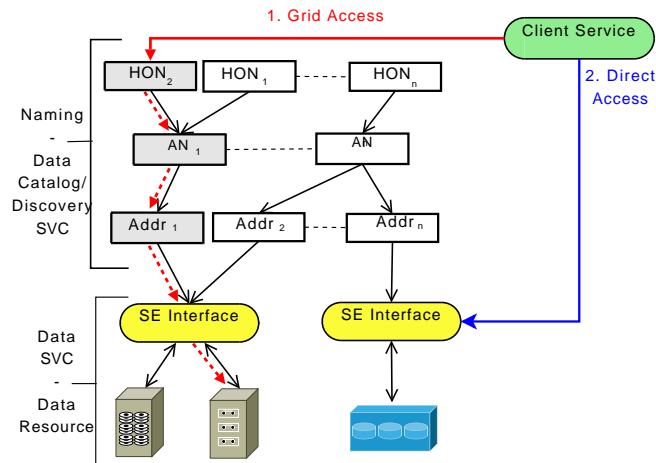 1. Grid Access
Client Service
2. Direct
Access
HON2
HON1
HONn
Naming
-
Data
Catalog/
Discovery
SVC
AN1
AN
Addr1
Addr2
Addrn
SE Interface
SE Interface
Data
SVC
-
Data
Resource